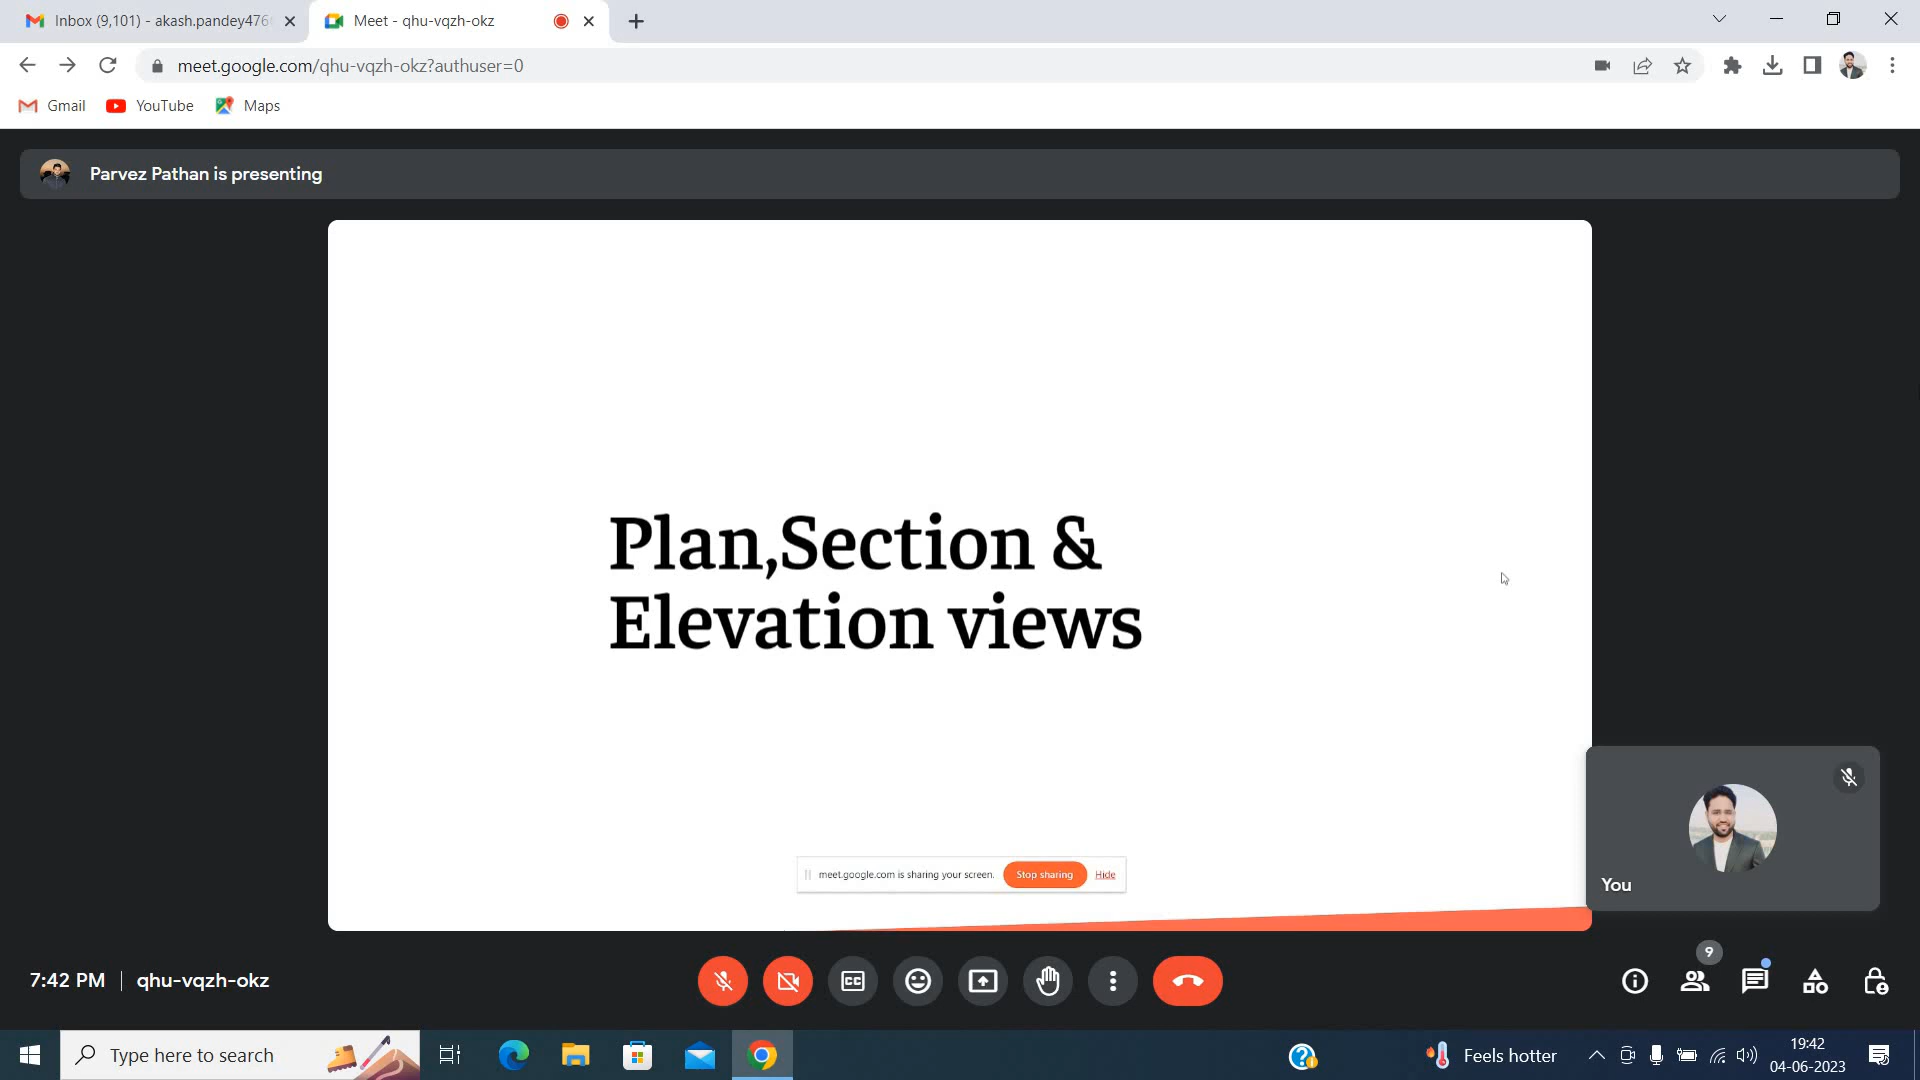 Inbox (9,101) - akash.pandey476
Meet - qhu-vqzh-okz
meet.google.com/qhu-vqzh-okz?authuser=0
Gmail
YouTube
Maps
Parvez Pathan is presenting
Plan,Section &
Elevation views
meet.google.com is sharing your screen.
Stop sharing
Hide
You
9
7:42 PM
qhu-vqzh-okz
CC
Type here to search
Feels hotter
19:42
04-06-2023